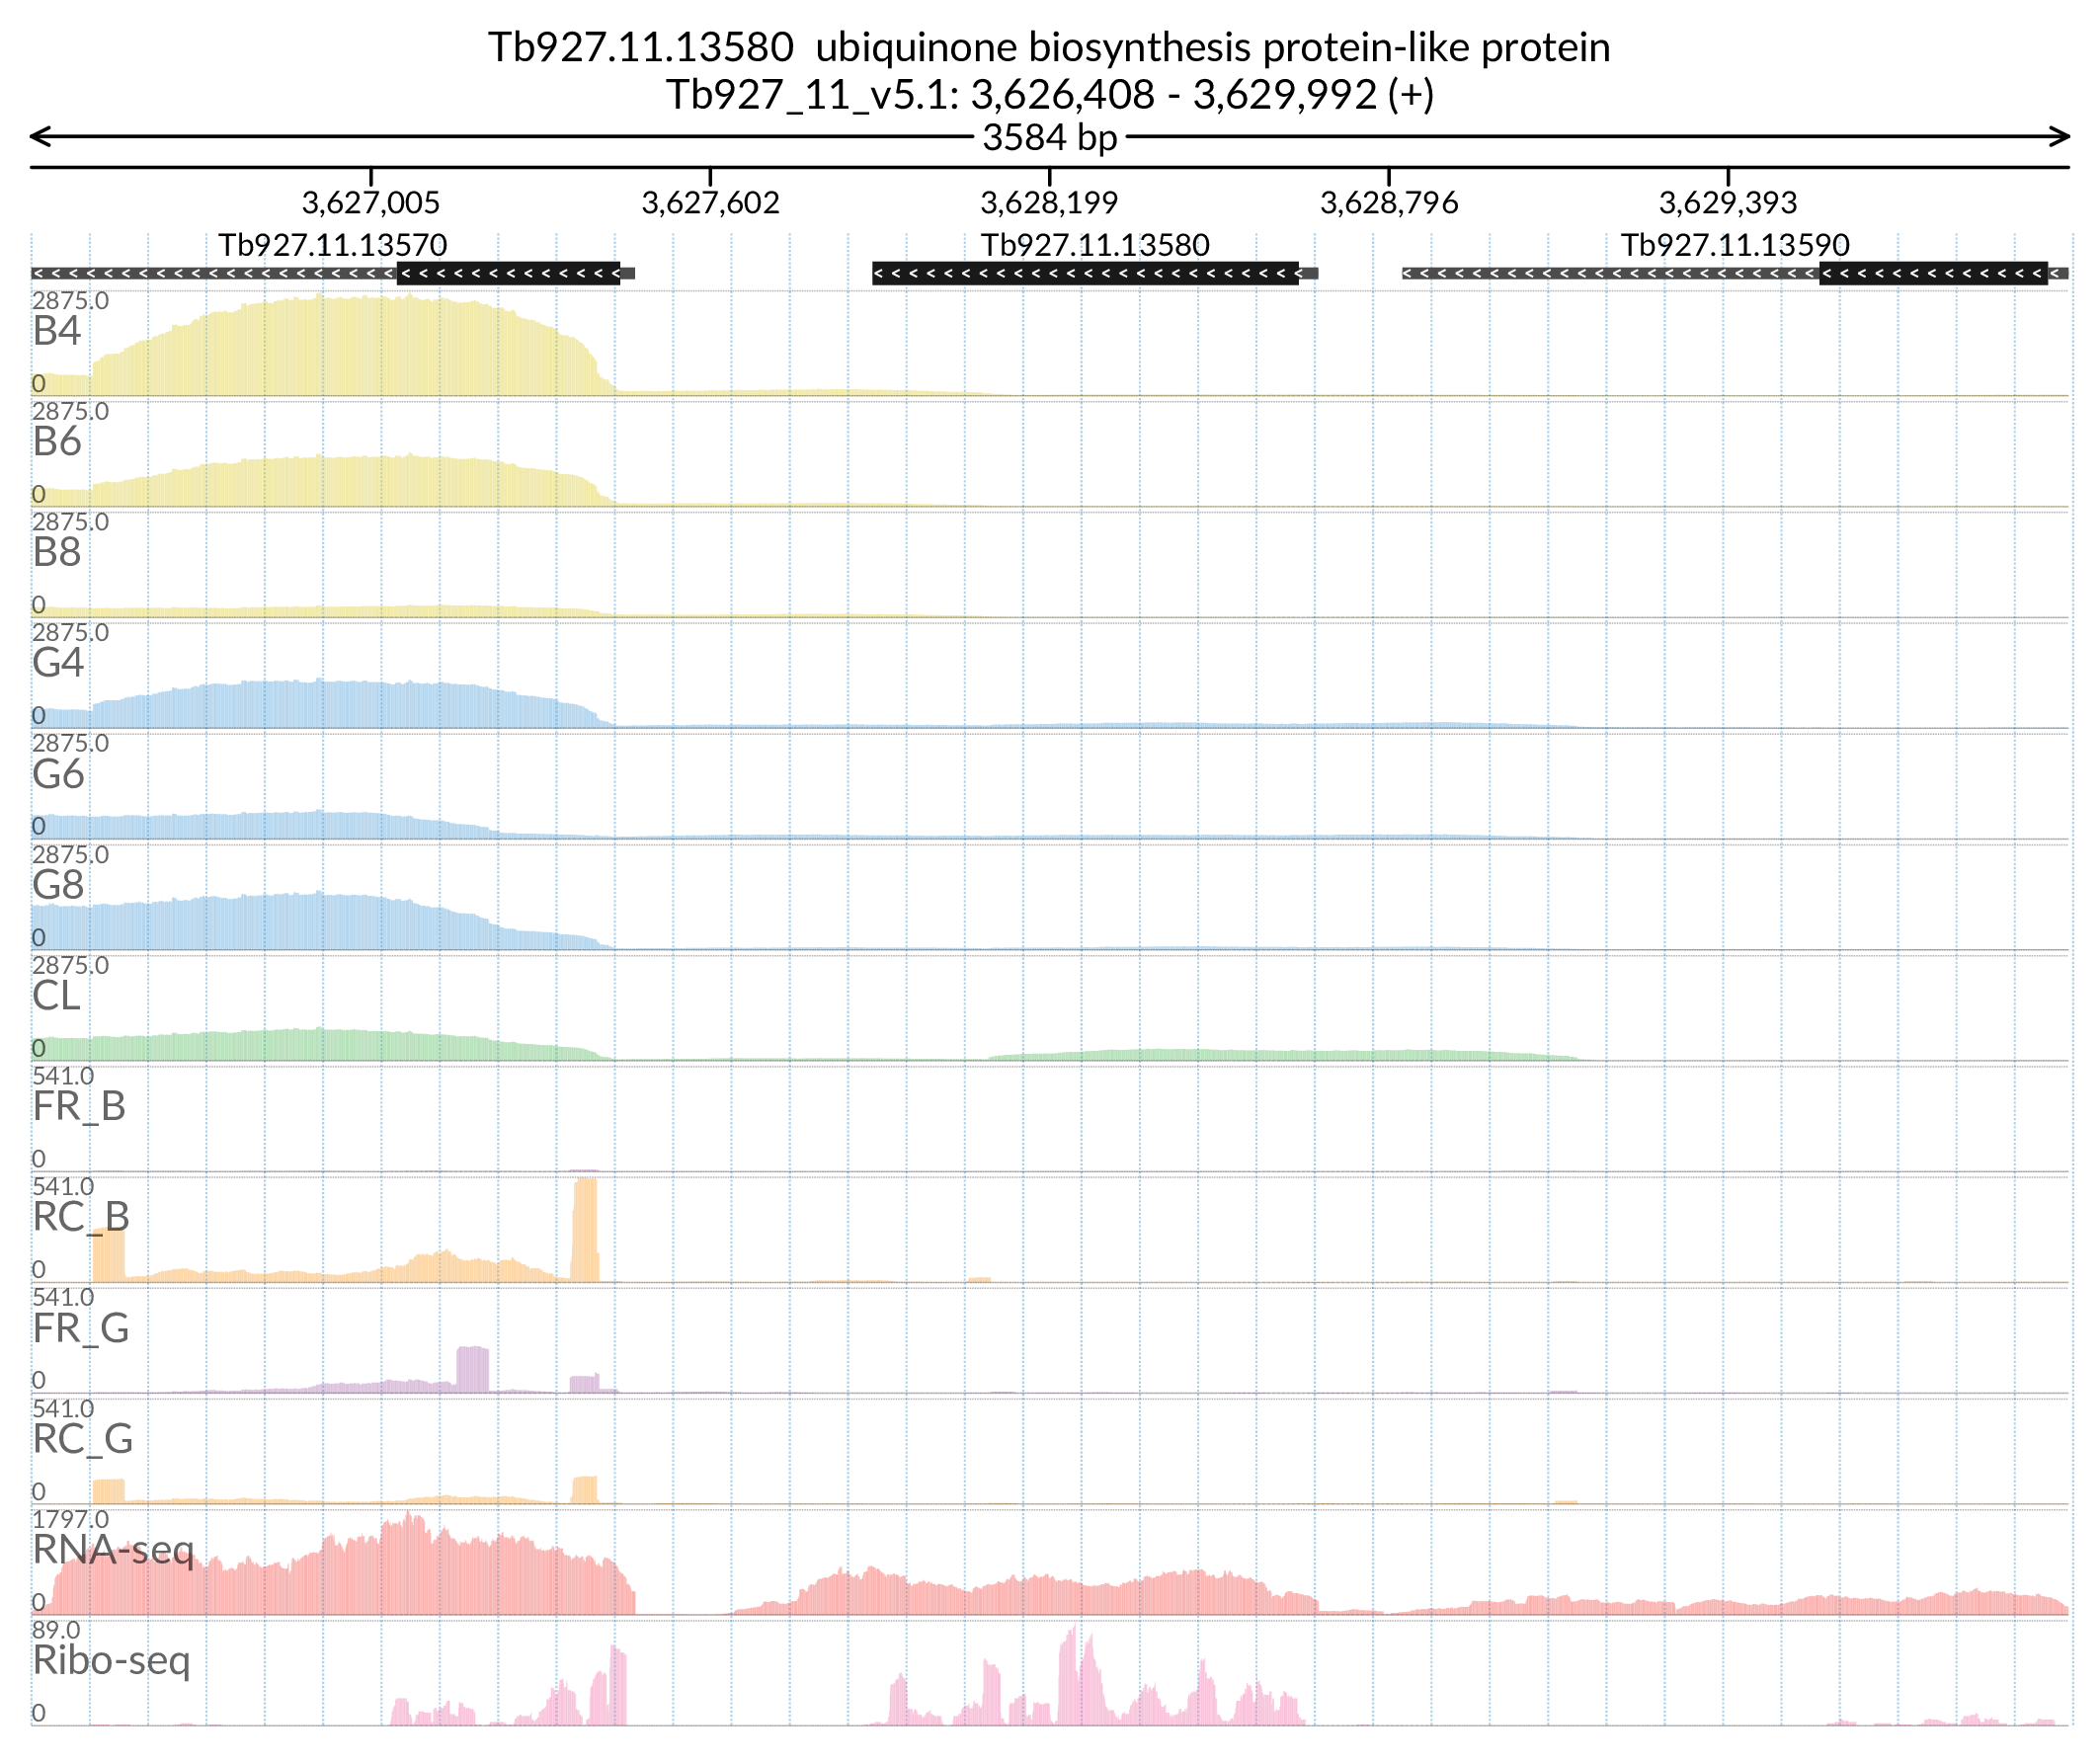 Tb927.11.13580 ubiquinone biosynthesis protein-like protein
Tb927_11_v5.1: 3,626,408 - 3,629,992 (+)
3584 bp
3,627,005 3,627,602 3,628,199 3,628,796 3,629,393
Tb927.11.13570 Tb927.11.13580 Tb927.11.13590
2875.0
B4
0
2875.0
B6
0
2875.0
B8
0
2875.0
G4
0
2875.0
G6
0
2875.0
G8
0
2875.0
CL
0
541.0
FR_B
0
541.0
RC_B
0
541.0
FR_G
0
541.0
RC_G
0
1797.0
RNA-seq
0
89.0
Ribo-seq
0